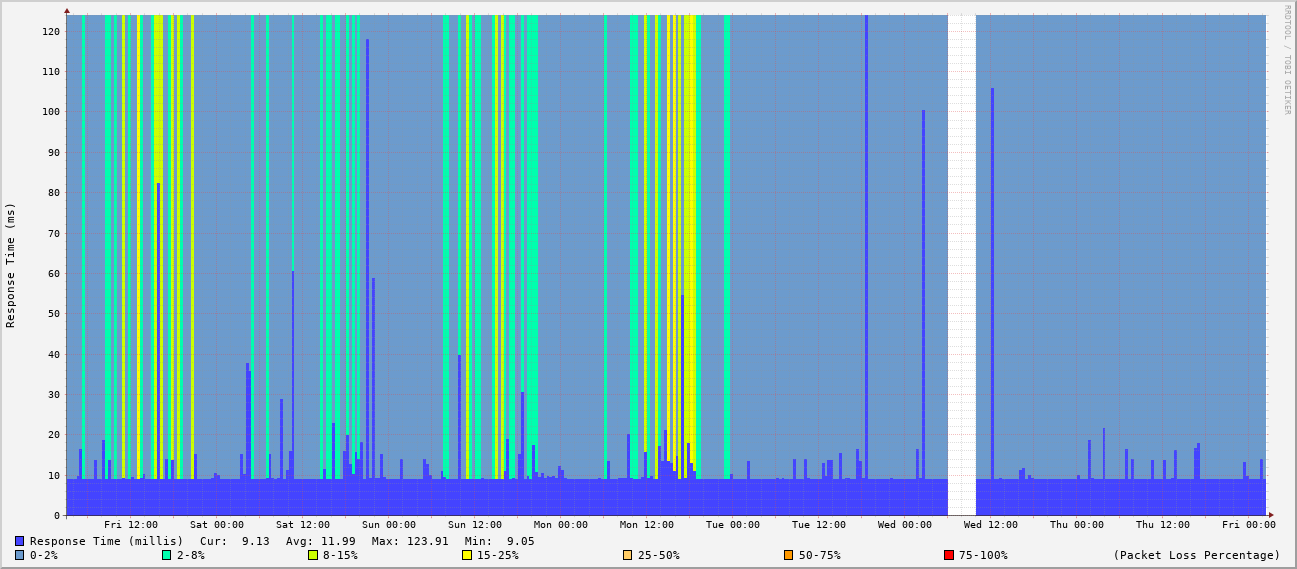 RRDTOOL / TOBI OETIKER
Response Time (ms)
120
110
100
90
80
70
60
50
40
30
20
10
0
Fri 12:00 Sat 00:00 Sat 12:00 Sun 00:00 Sun 12:00 Mon 00:00 Mon 12:00 Tue 00:00 Tue 12:00 Wed 00:00 Wed 12:00 Thu 00:00 Thu 12:00 Fri 00:00
Response Time (millis) Cur: 9.13 Avg: 11.99 Max: 123.91 Min: 9.05
0-2% 2-8% 8-15% 15-25% 25-50% 50-75% 75-100% (Packet Loss Percentage)